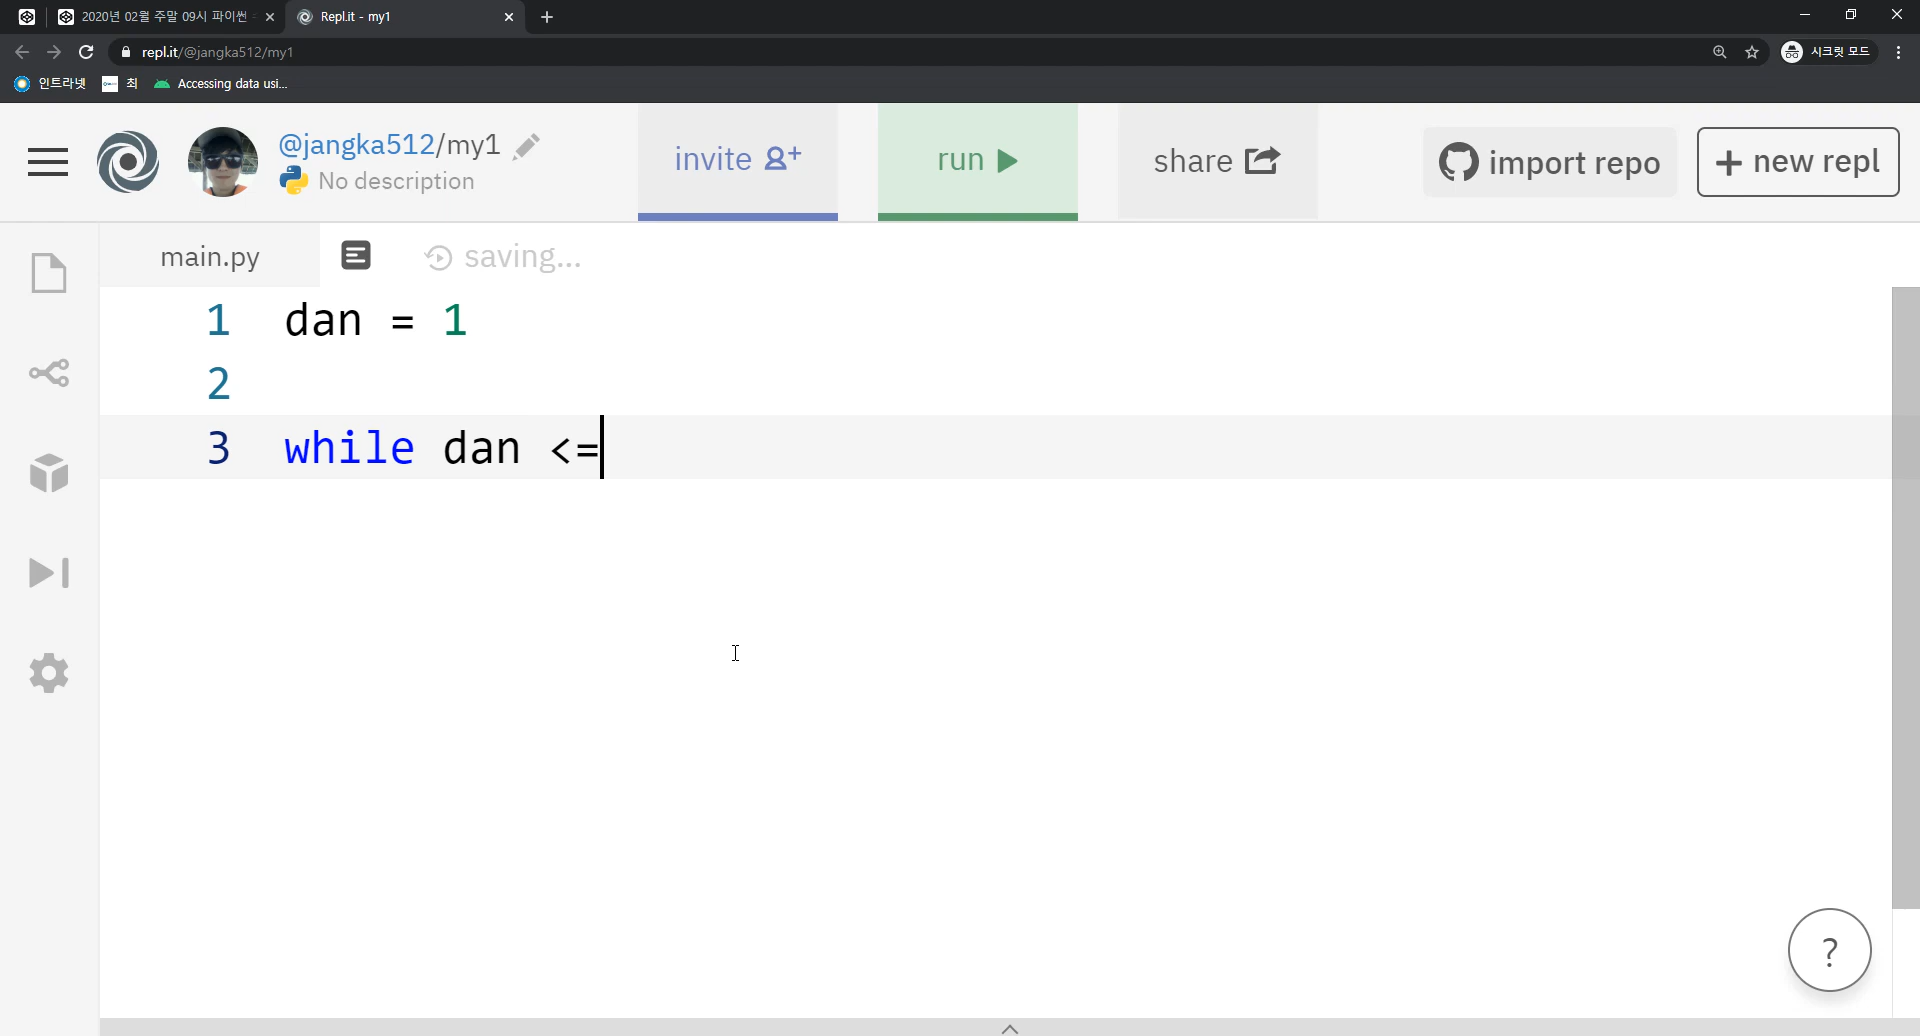 2020년 02월 주말 09시 파이썬
Repl.it - my1
repl.it/@jangka512/my1
시크릿 모드
인트라넷
최
Accessing data usi...
@jangka512/my1
No description
invite
run
share
import repo
+ new repl
main.py
saving...
1 dan = 1
2
3 while dan <=
?